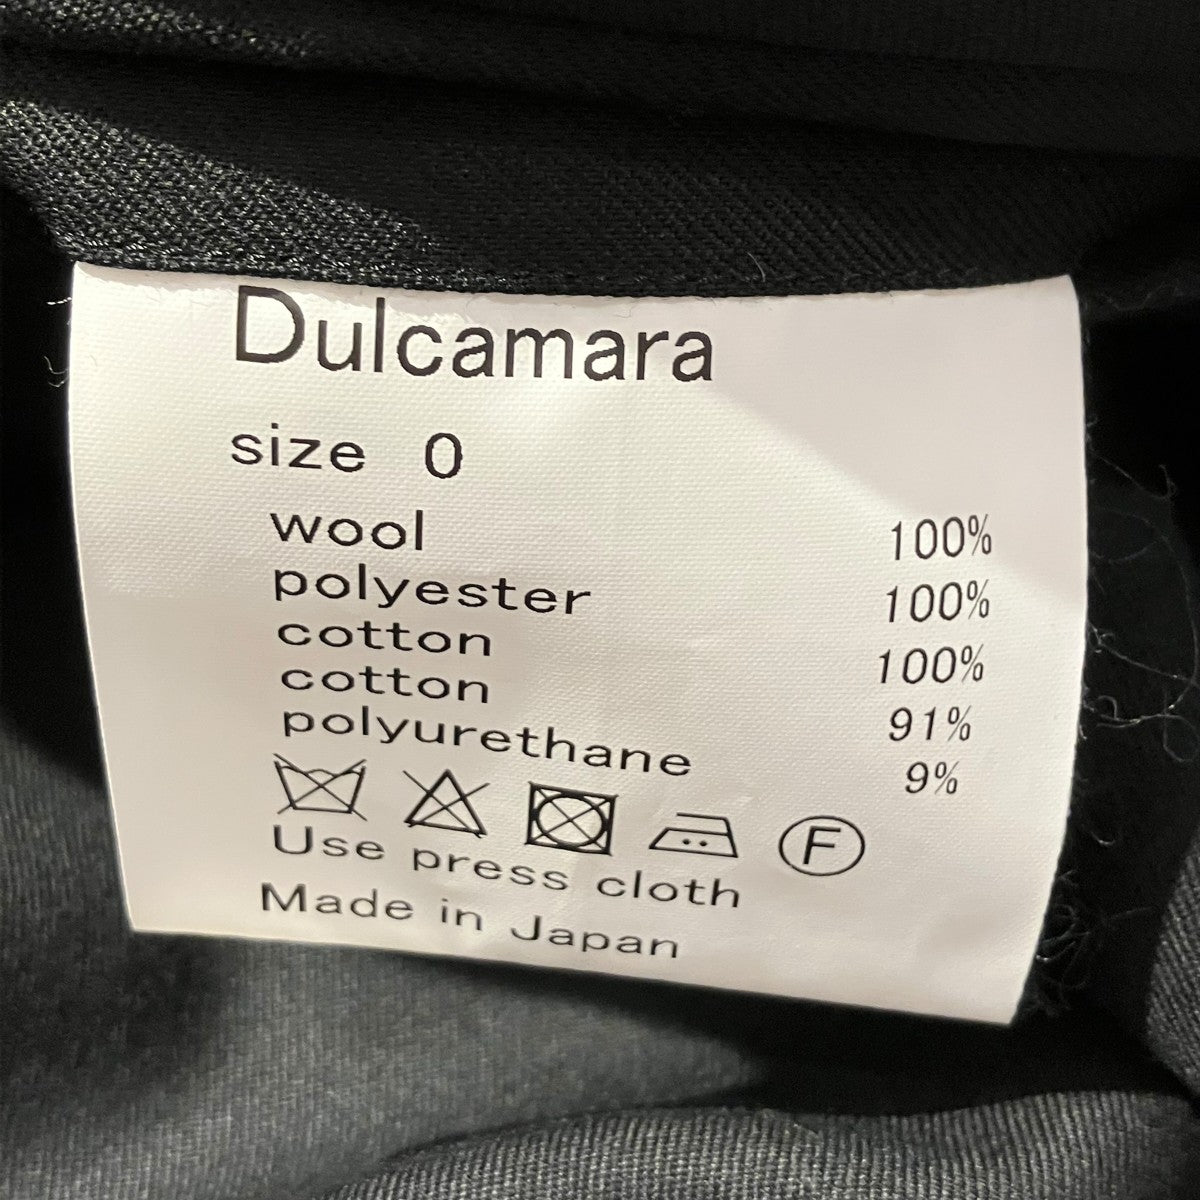 Dulcamara
size 0
wool 100%
polyester 100%
cotton 100%
cotton 91%
polyurethane 9%
F
Use press cloth
Made in Japan